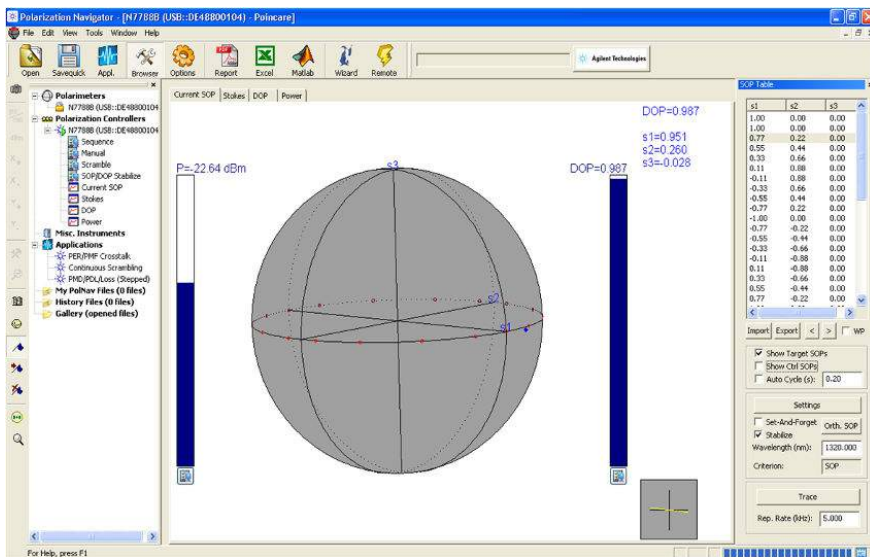 Polarization Navigator - [N7788B (USB::DE48800104) - Poincare]
File Edit View Tools Window Help
Open Savequick Appl. Browser Options Report Excel Matlab Wizard Remote
Agilent Technologies
Polarimeters
N7788B (USB::DE48800104
Polarization Controllers
N7788B (USB::DE48800104
Sequence
Manual
Scramble
SOP/DOP Stabilize
Current SOP
Stokes
DOP
Power
Misc. Instruments
Applications
PER/PMF Crosstalk
Continuous Scrambling
PMD/PDL/Loss (Stepped)
My PolNav Files (0 files)
History Files (0 files)
Gallery (opened files)
Current SOP Stokes DOP Power
DOP=0.987
s1=0.951
s2=0.260
s3=-0.028
P=-22.64 dBm
DOP=0.987
s3
s2
s1
SOP Table
s1 s2 s3
1.00 0.00 0.00
1.00 0.00 0.00
0.77 0.22 0.00
0.55 0.44 0.00
0.33 0.66 0.00
0.11 0.88 0.00
-0.11 0.88 0.00
-0.33 0.66 0.00
-0.55 0.44 0.00
-0.77 0.22 0.00
-1.00 0.00 0.00
-0.77 -0.22 0.00
-0.55 -0.44 0.00
-0.33 -0.66 0.00
-0.11 -0.88 0.00
0.11 -0.88 0.00
0.33 -0.66 0.00
0.55 -0.44 0.00
0.77 -0.22 0.00
Import Export < > WP
Show Target SOPs
Show Ctrl SOPs
Auto Cycle (s): 0.20
Settings
Set-And-Forget Orth. SOP
Stabilize
Wavelength (nm): 1320.000
Criterion: SOP
Trace
Rep. Rate (kHz): 5.000
For Help, press F1